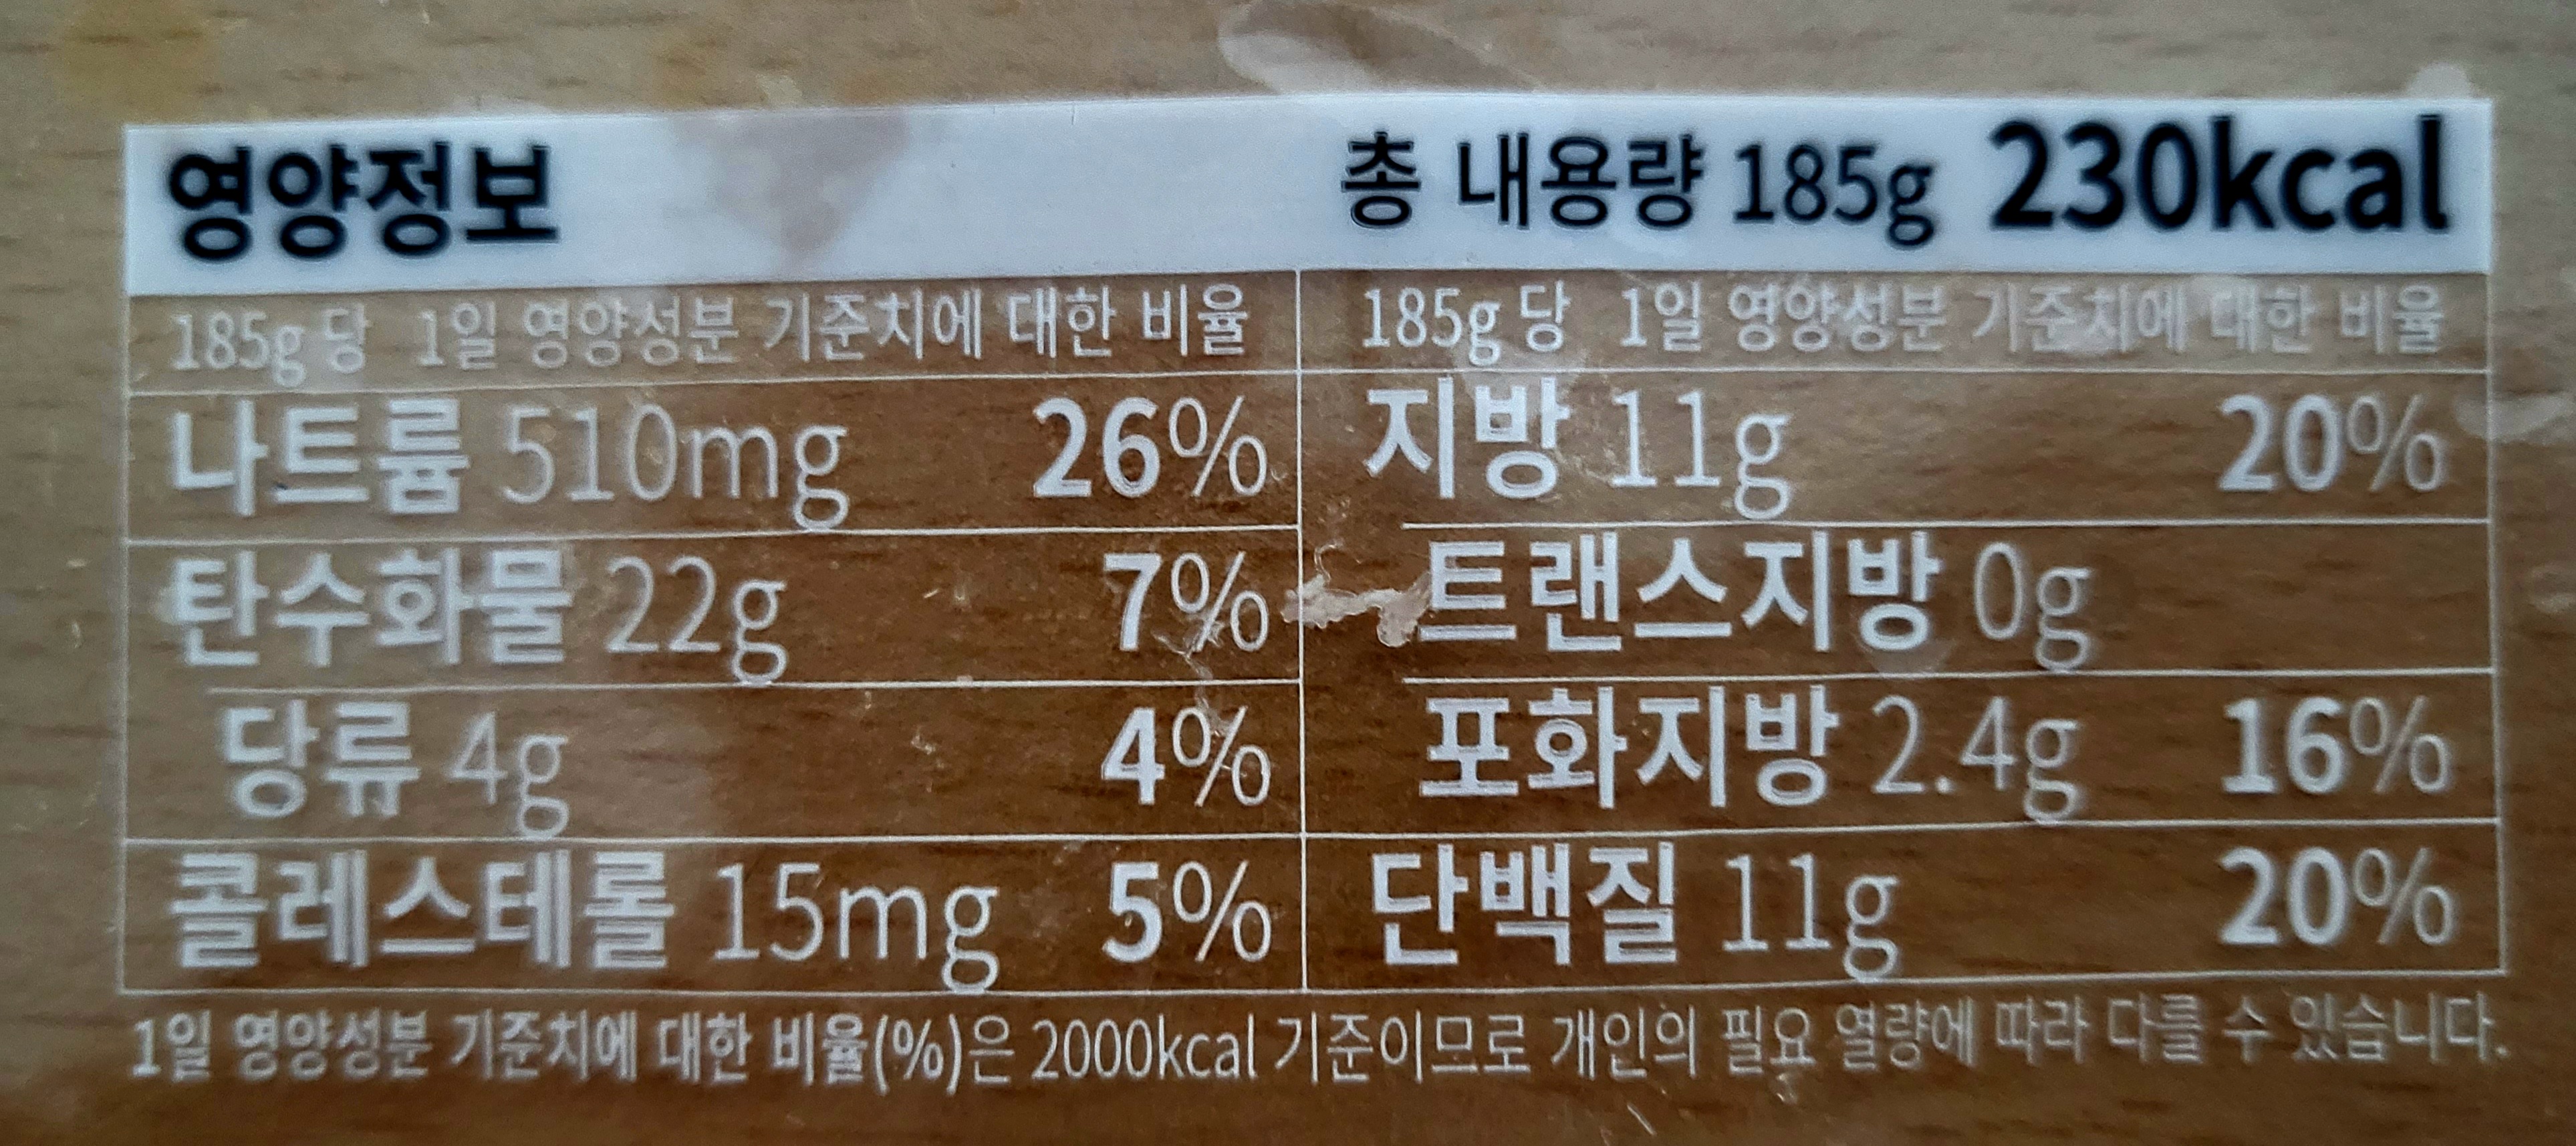 영양정보
총 내용량 185g 230kcal
185g 당 1일 영양성분 기준치에 대한 비율
나트륨 510mg 26%
탄수화물 22g 7%
당류 4g 4%
콜레스테롤 15mg 5%
185g 당 1일 영양성분 기준치에 대한 비율
지방 11g 20%
트랜스지방 0g
포화지방 2.4g 16%
단백질 11g 20%
1일 영양성분 기준치에 대한 비율(%)은 2000kcal 기준이므로 개인의 필요 열량에 따라 다를 수 있습니다.